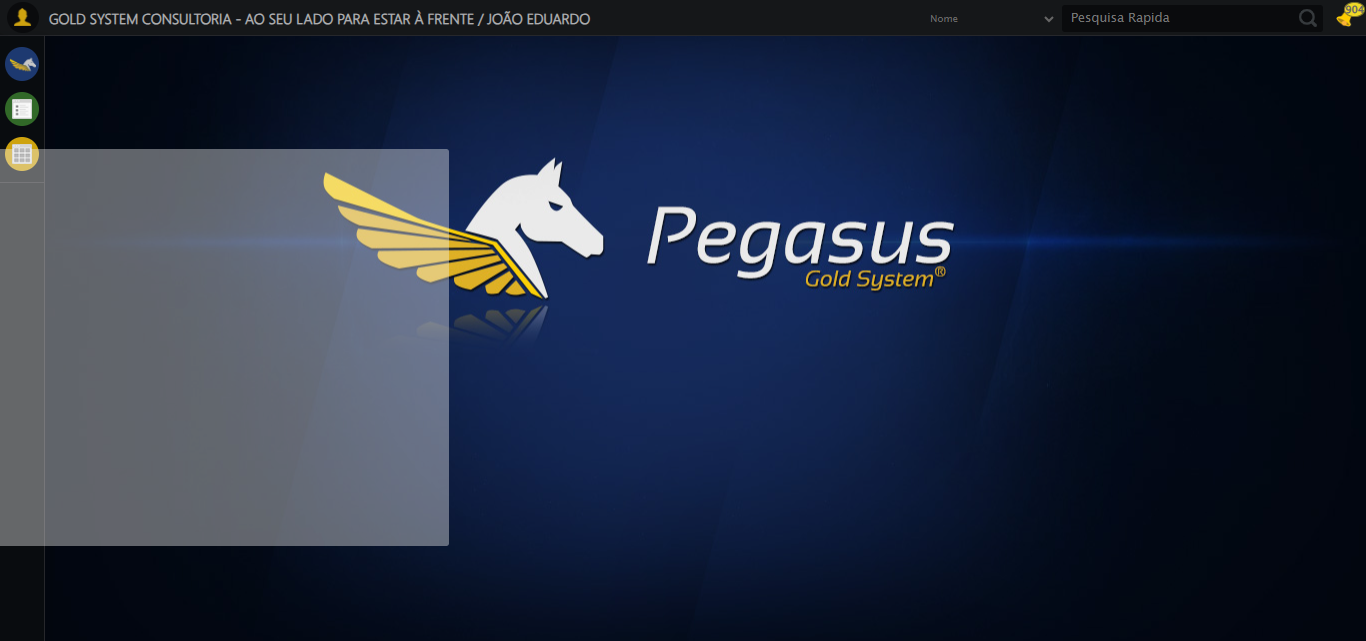 GOLD SYSTEM CONSULTORIA - AO SEU LADO PARA ESTAR À FRENTE / JOÃO EDUARDO
Nome
Pesquisa Rapida
904
Pegasus
Gold System®